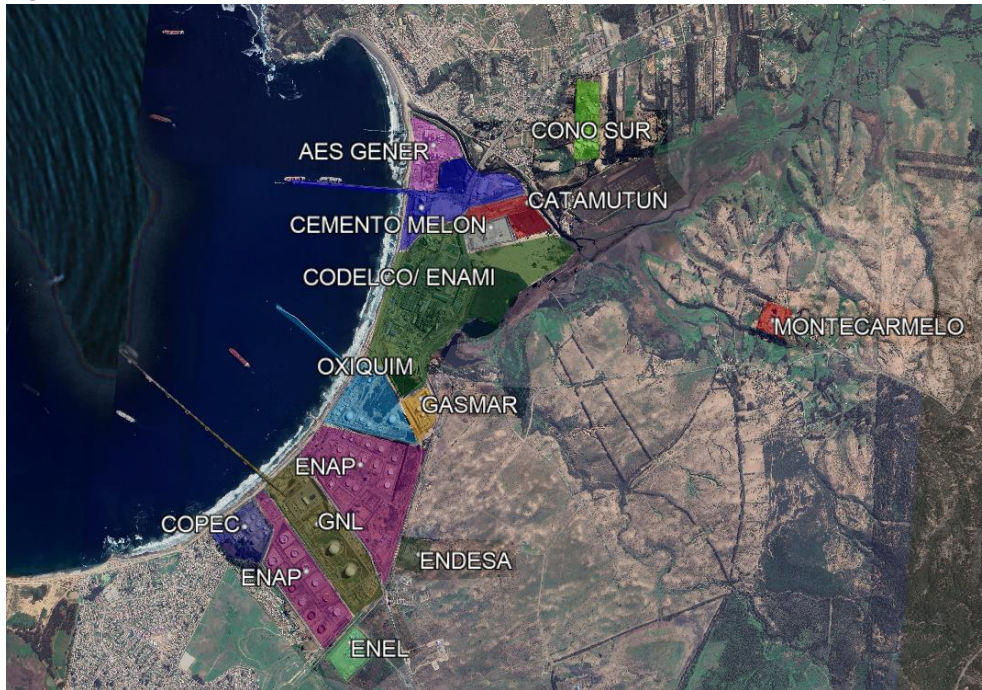 CONO SUR
AES GENER
CATAMUTUN
CEMENTO MELON
CODELCO/ ENAMI
MONTECARMELO
OXIQUIM
GASMAR
ENAP
COPEC
GNL
ENDESA
ENAP
ENEL